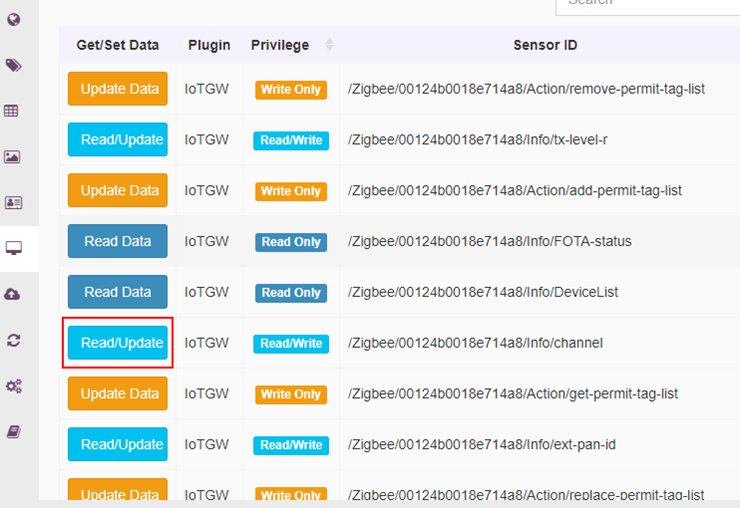 Search
Get/Set Data Plugin Privilege Sensor ID
Update Data IoTGW Write Only /Zigbee/00124b0018e714a8/Action/remove-permit-tag-list
Read/Update IoTGW Read/Write /Zigbee/00124b0018e714a8/Info/tx-level-r
Update Data IoTGW Write Only /Zigbee/00124b0018e714a8/Action/add-permit-tag-list
Read Data IoTGW Read Only /Zigbee/00124b0018e714a8/Info/FOTA-status
Read Data IoTGW Read Only /Zigbee/00124b0018e714a8/Info/DeviceList
Read/Update IoTGW Read/Write /Zigbee/00124b0018e714a8/Info/channel
Update Data IoTGW Write Only /Zigbee/00124b0018e714a8/Action/get-permit-tag-list
Read/Update IoTGW Read/Write /Zigbee/00124b0018e714a8/Info/ext-pan-id
Update Data IoTGW Write Only /Zigbee/00124b0018e714a8/Action/replace-permit-tag-list